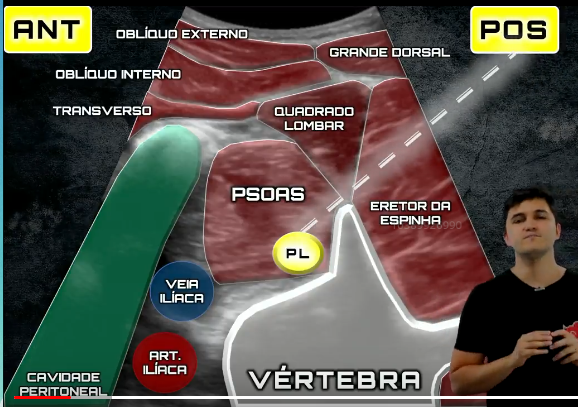 ANT
POS
OBLÍQUO EXTERNO
GRANDE DORSAL
OBLÍQUO INTERNO
TRANSVERSO
QUADRADO
LOMBAR
PSOAS
ERETOR DA
ESPINHA
PL
VEIA
ILÍACA
ART.
ILÍACA
VÉRTEBRA
CAVIDADE
PERITONEAL